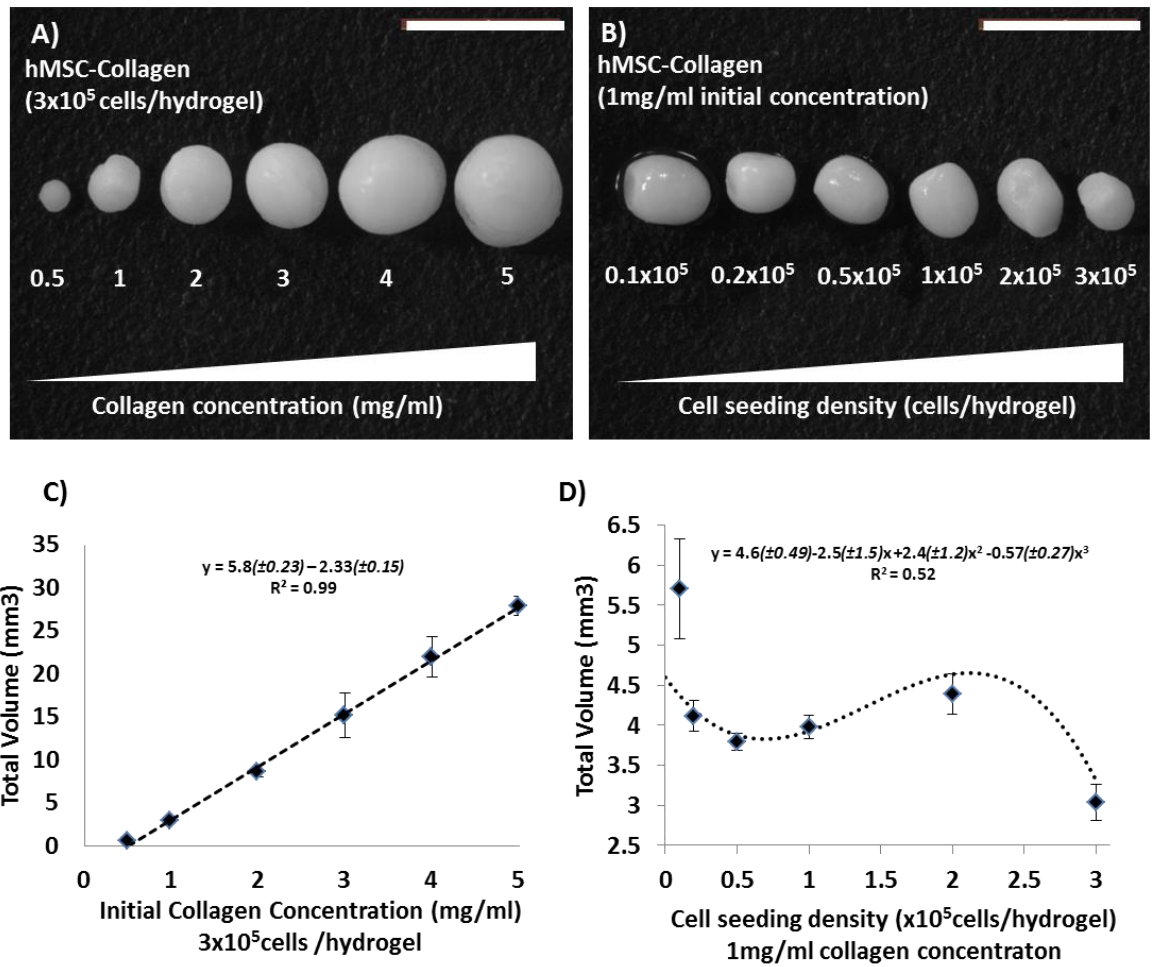 A)
hMSC-Collagen
(3x10⁵ cells/hydrogel)
0.5 1 2 3 4 5
Collagen concentration (mg/ml)
B)
hMSC-Collagen
(1mg/ml initial concentration)
0.1x10⁵ 0.2x10⁵ 0.5x10⁵ 1x10⁵ 2x10⁵ 3x10⁵
Cell seeding density (cells/hydrogel)
C)
y = 5.8(±0.23) – 2.33(±0.15)
R² = 0.99
Total Volume (mm3)
35
30
25
20
15
10
5
0
0 1 2 3 4 5
Initial Collagen Concentration (mg/ml)
3x10⁵cells /hydrogel
D)
y = 4.6(±0.49)-2.5(±1.5)x+2.4(±1.2)x² -0.57(±0.27)x³
R² = 0.52
Total Volume (mm3)
6.5
6
5.5
5
4.5
4
3.5
3
2.5
0 0.5 1 1.5 2 2.5 3
Cell seeding density (x10⁵cells/hydrogel)
1mg/ml collagen concentraton